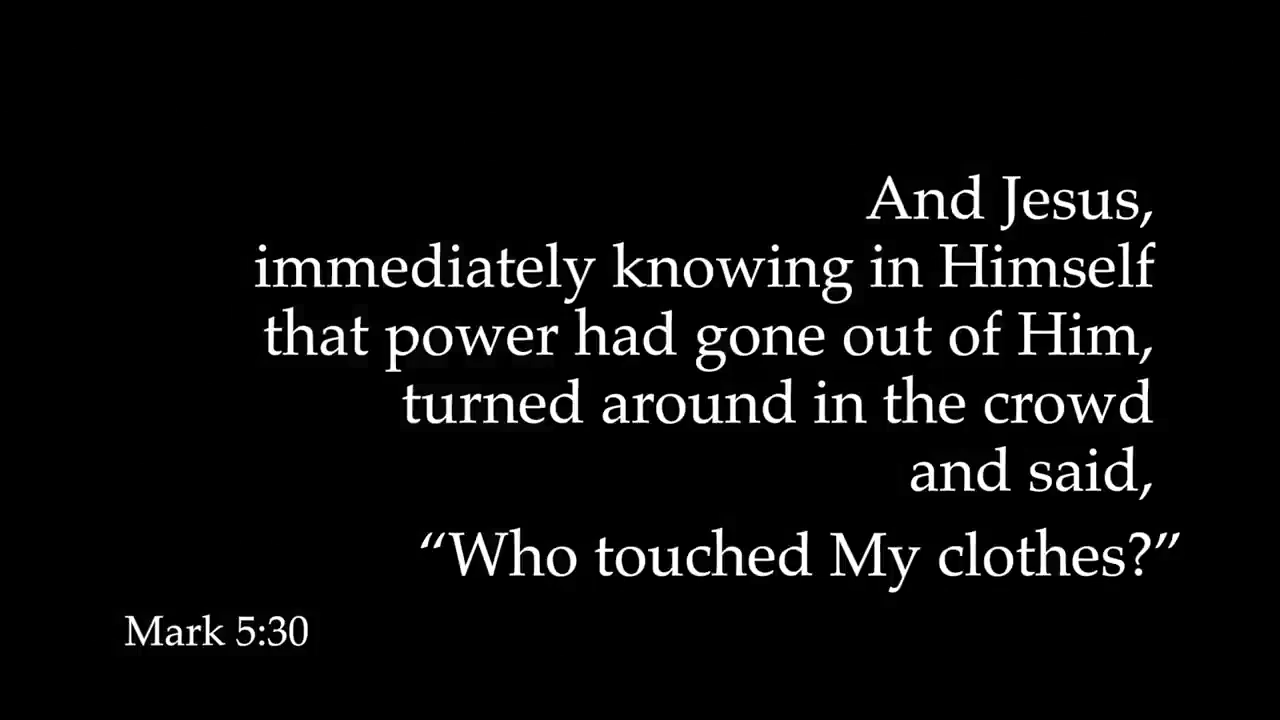 And Jesus,
immediately knowing in Himself
that power had gone out of Him,
turned around in the crowd
and said,
“Who touched My clothes?”
Mark 5:30